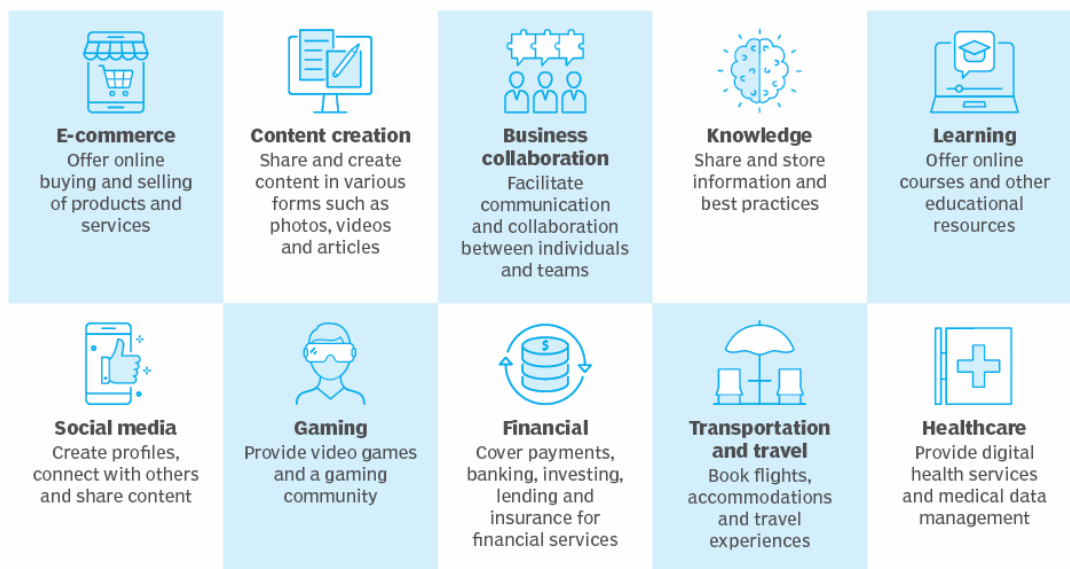 E-commerce
Offer online
buying and selling
of products and
services
Content creation
Share and create
content in various
forms such as
photos, videos
and articles
Business
collaboration
Facilitate
communication
and collaboration
between individuals
and teams
Knowledge
Share and store
information and
best practices
Learning
Offer online
courses and other
educational
resources
Social media
Create profiles,
connect with others
and share content
Gaming
Provide video games
and a gaming
community
$
Financial
Cover payments,
banking, investing,
lending and
insurance for
financial services
Transportation
and travel
Book flights,
accommodations
and travel
experiences
Healthcare
Provide digital
health services
and medical data
management